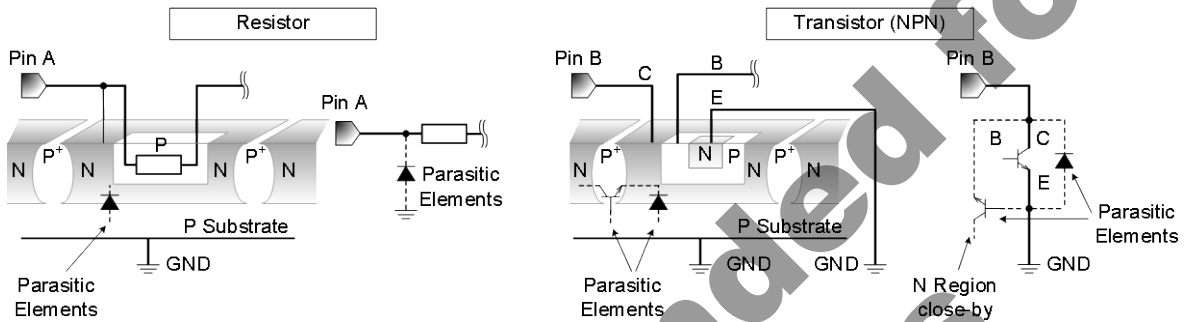 Resistor
Transistor (NPN)
Pin A
Pin B
C
B
E
Pin B
Pin A
N
P+
N
P
P+
N
Parasitic
Elements
P Substrate
GND
Parasitic
Elements
N
P+
N
P
P+
N
P Substrate
GND
GND
Parasitic
Elements
B
C
E
Parasitic
Elements
GND
N Region
close-by